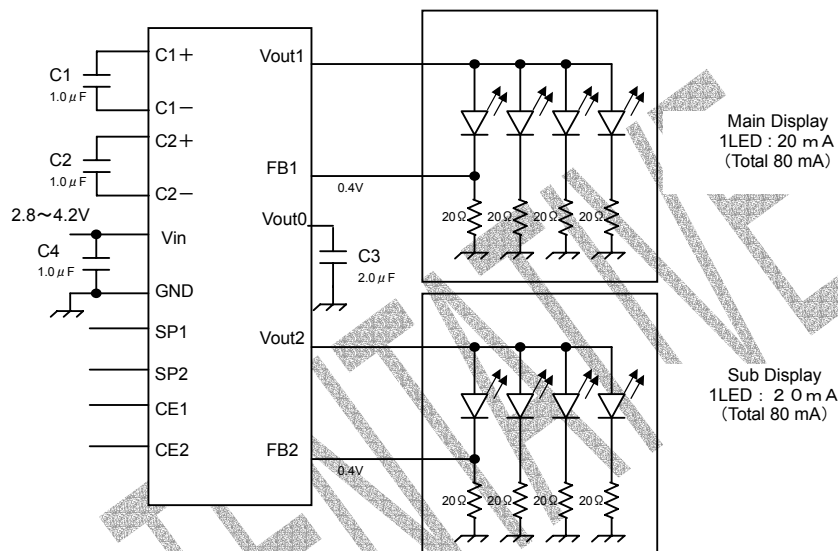 C1+
Vout1
C1
1.0μF
C1−
C2+
C2
1.0μF
C2−
FB1
0.4V
20Ω 20Ω 20Ω 20Ω
Main Display
1LED : 20 mA
(Total 80 mA)
2.8～4.2V
Vin
Vout0
C4
1.0μF
C3
2.0μF
GND
SP1
Vout2
SP2
CE1
CE2
FB2
0.4V
20Ω 20Ω 20Ω 20Ω
Sub Display
1LED : ２０mA
(Total 80 mA)
TENTATIVE